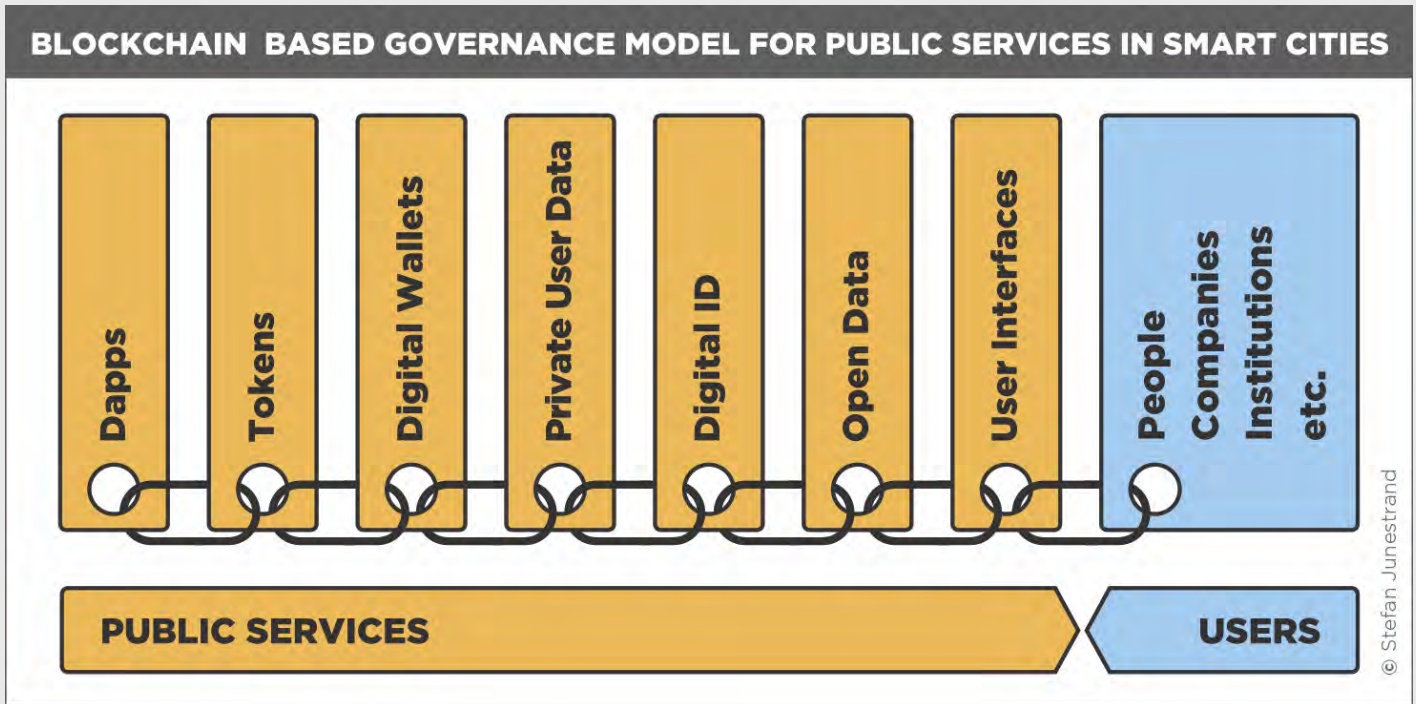 BLOCKCHAIN BASED GOVERNANCE MODEL FOR PUBLIC SERVICES IN SMART CITIES
Dapps
Tokens
Digital Wallets
Private User Data
Digital ID
Open Data
User Interfaces
People
Companies
Institutions
etc.
PUBLIC SERVICES
USERS
© Stefan Junestrand